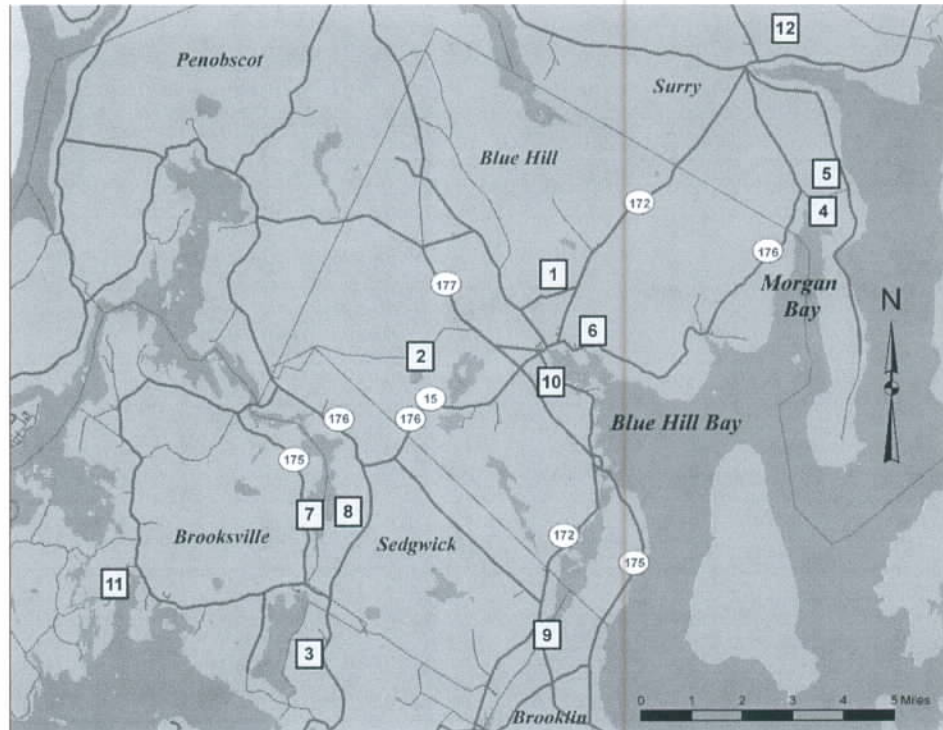 12
Penobscot
Surry
Blue Hill
5
172
4
176
1
Morgan
Bay
177
N
6
2
10
15
176
176
Blue Hill Bay
175
7
8
172
Brooksville
Sedgwick
175
11
9
3
0 1 2 3 4 5 Miles
Brooklin